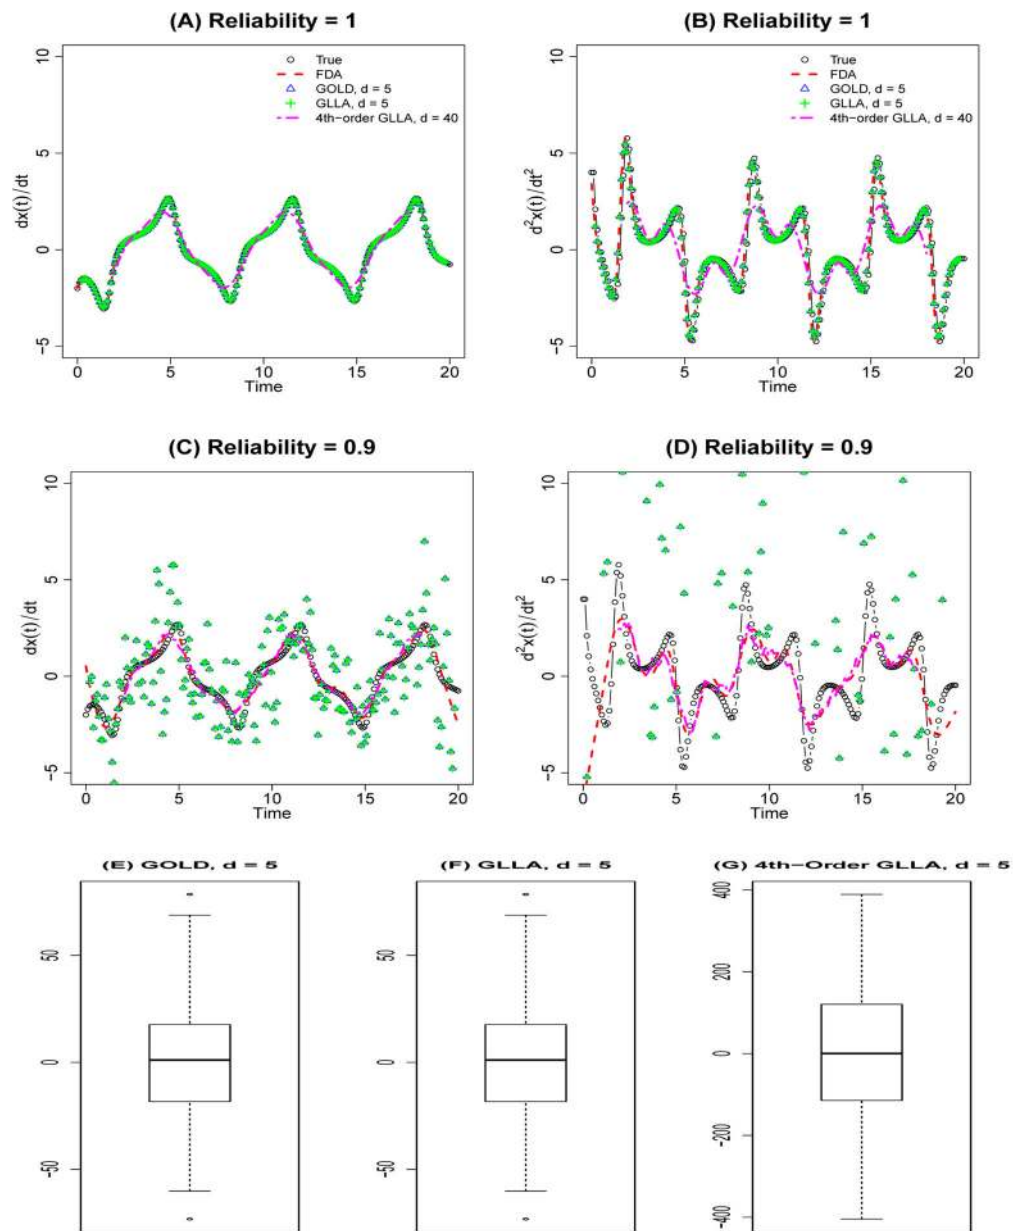 (A) Reliability = 1
10
5
0
−5
dx(t)/dt
True
FDA
GOLD, d = 5
GLLA, d = 5
4th−order GLLA, d = 40
0 5 10 15 20
Time
(B) Reliability = 1
10
5
0
−5
d²x(t)/dt²
True
FDA
GOLD, d = 5
GLLA, d = 5
4th−order GLLA, d = 40
0 5 10 15 20
Time
(C) Reliability = 0.9
10
5
0
−5
dx(t)/dt
0 5 10 15 20
Time
(D) Reliability = 0.9
10
5
0
−5
d²x(t)/dt²
0 5 10 15 20
Time
(E) GOLD, d = 5
50
0
−50
(F) GLLA, d = 5
50
0
−50
(G) 4th−Order GLLA, d = 5
400
200
0
−200
−400